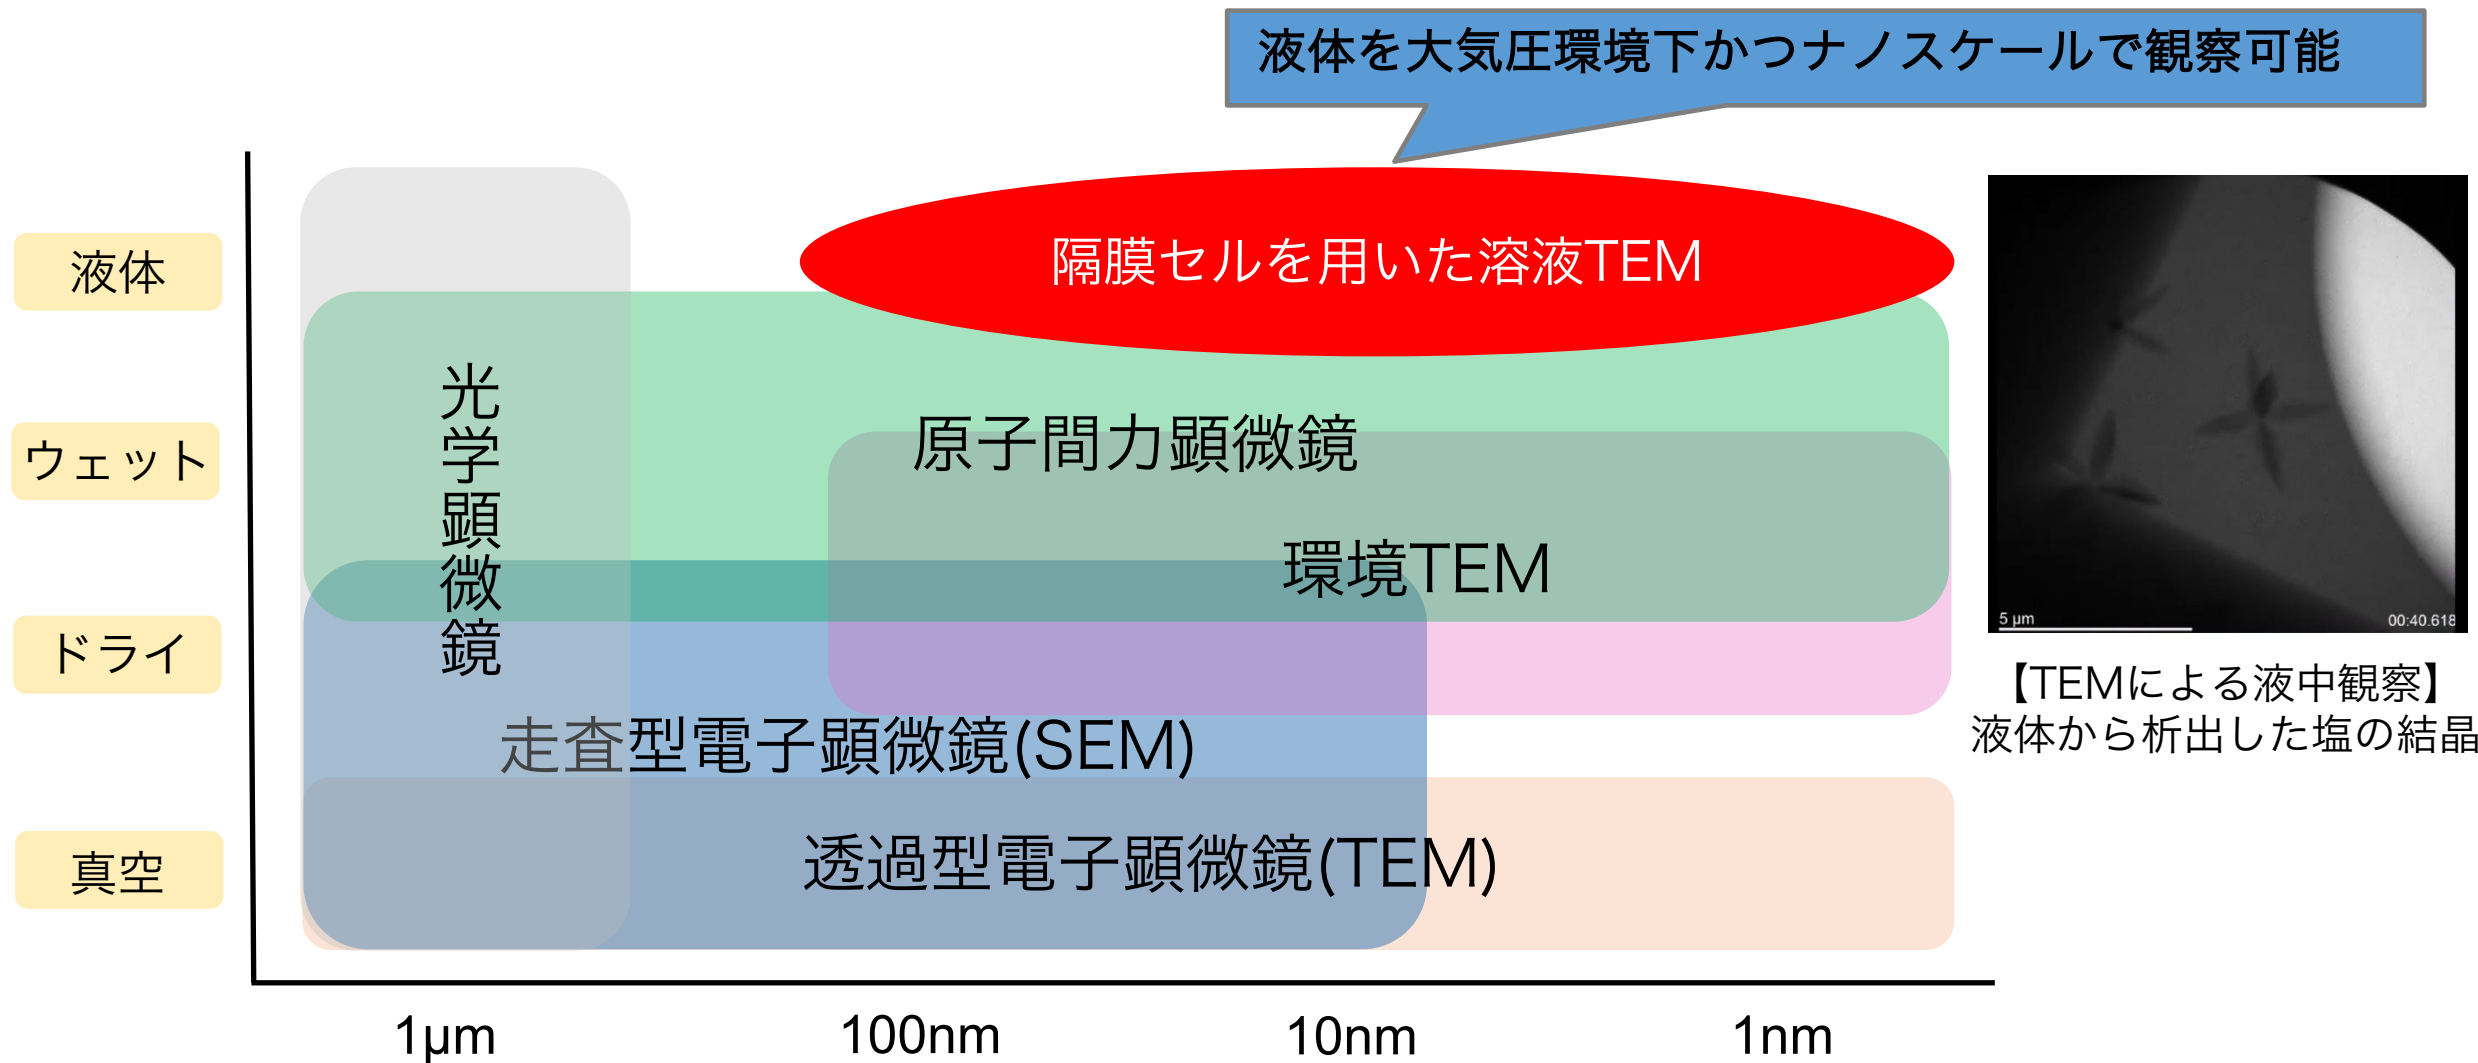 液体を大気圧環境下かつナノスケールで観察可能
液体
ウェット
ドライ
真空
隔膜セルを用いた溶液TEM
光学顕微鏡
原子間力顕微鏡
環境TEM
走査型電子顕微鏡(SEM)
透過型電子顕微鏡(TEM)
1μm
100nm
10nm
1nm
5 μm
00:40.618
【TEMによる液中観察】
液体から析出した塩の結晶